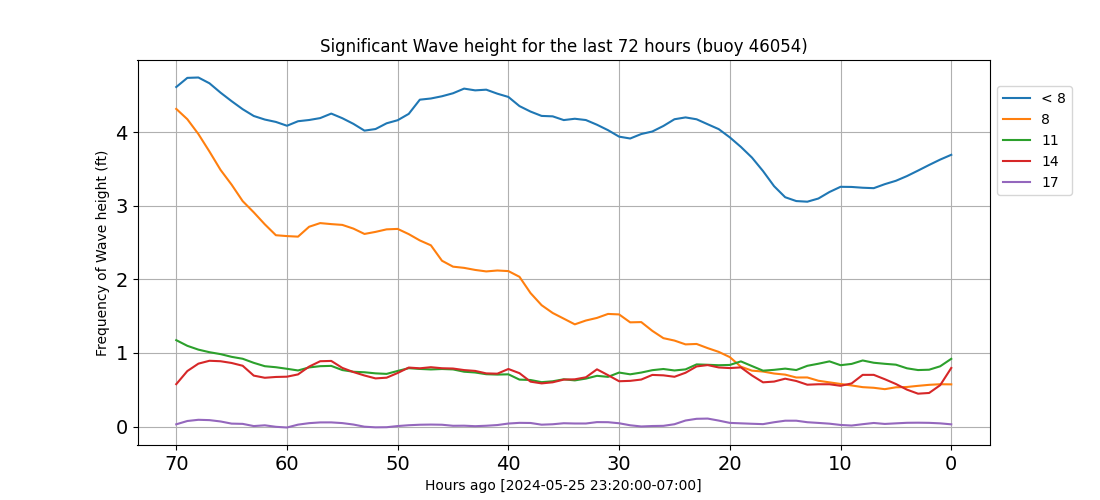 Significant Wave height for the last 72 hours (buoy 46054)
Frequency of Wave height (ft)
4
3
2
1
0
70 60 50 40 30 20 10 0
Hours ago [2024-05-25 23:20:00-07:00]
< 8
8
11
14
17